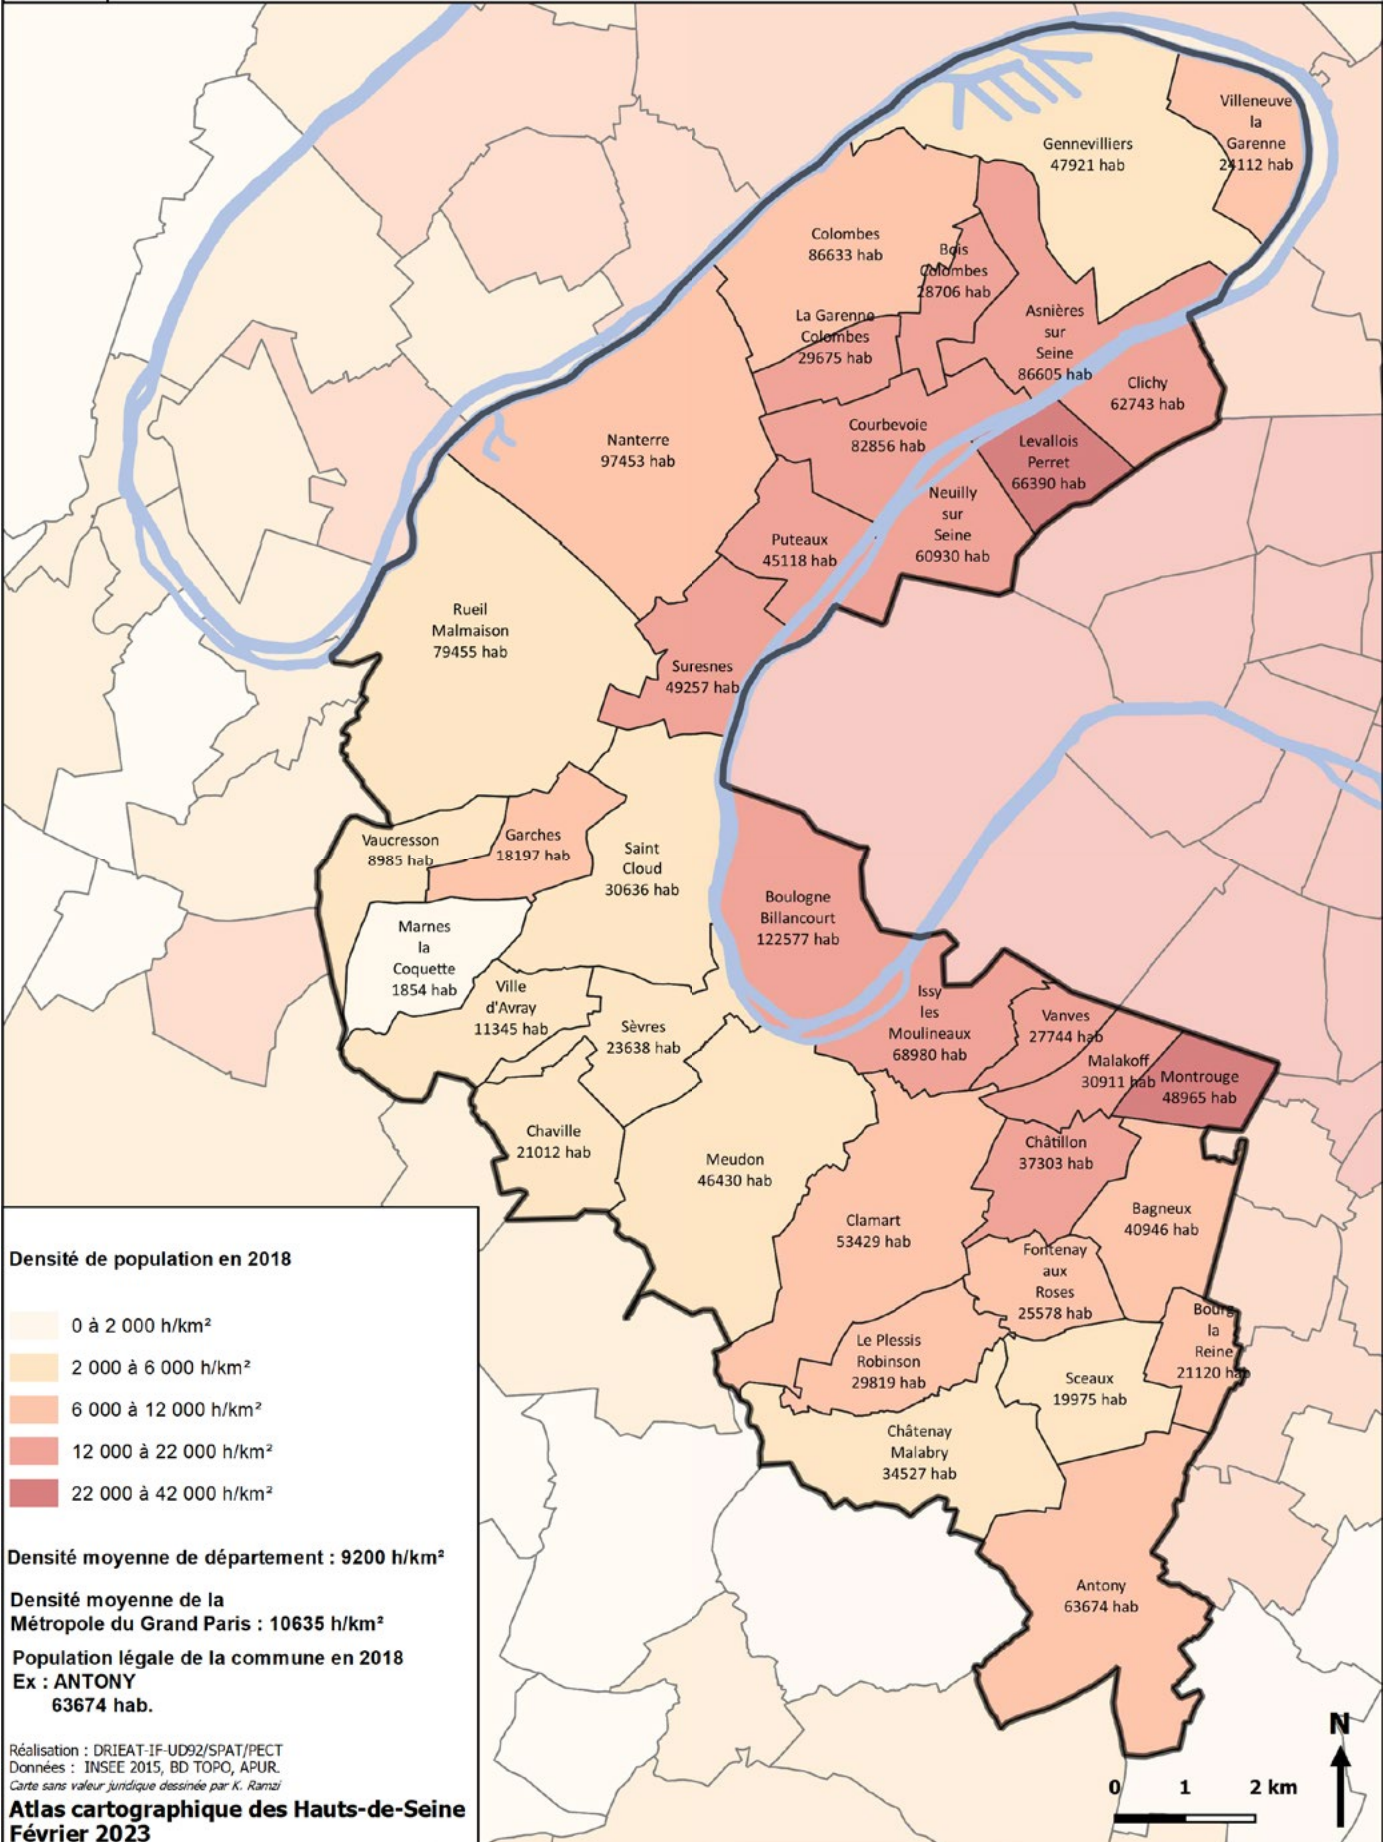 Villeneuve
la
Garenne
24112 hab
Gennevilliers
47921 hab
Colombes
86633 hab
Bois
Colombes
28706 hab
La Garenne
Colombes
29675 hab
Asnières
sur
Seine
86605 hab
Clichy
62743 hab
Courbevoie
82856 hab
Levallois
Perret
66390 hab
Nanterre
97453 hab
Neuilly
sur
Seine
60930 hab
Puteaux
45118 hab
Rueil
Malmaison
79455 hab
Suresnes
49257 hab
Vaucresson
8985 hab
Garches
18197 hab
Saint
Cloud
30636 hab
Boulogne
Billancourt
122577 hab
Marnes
la
Coquette
1854 hab
Ville
d'Avray
11345 hab
Sèvres
23638 hab
Issy
les
Moulineaux
68980 hab
Vanves
27744 hab
Malakoff
30911 hab
Montrouge
48965 hab
Chaville
21012 hab
Meudon
46430 hab
Châtillon
37303 hab
Clamart
53429 hab
Bagneux
40946 hab
Fontenay
aux
Roses
25578 hab
Bourg
la
Reine
21120 hab
Le Plessis
Robinson
29819 hab
Sceaux
19975 hab
Châtenay
Malabry
34527 hab
Antony
63674 hab
Densité de population en 2018
0 à 2 000 h/km²
2 000 à 6 000 h/km²
6 000 à 12 000 h/km²
12 000 à 22 000 h/km²
22 000 à 42 000 h/km²
Densité moyenne de département : 9200 h/km²
Densité moyenne de la
Métropole du Grand Paris : 10635 h/km²
Population légale de la commune en 2018
Ex : ANTONY
63674 hab.
Réalisation : DRIEAT-IF-UD92/SPAT/PECT
Données : INSEE 2015, BD TOPO, APUR.
Carte sans valeur juridique dessinée par K. Ramzi
Atlas cartographique des Hauts-de-Seine
Février 2023
N
0 1 2 km